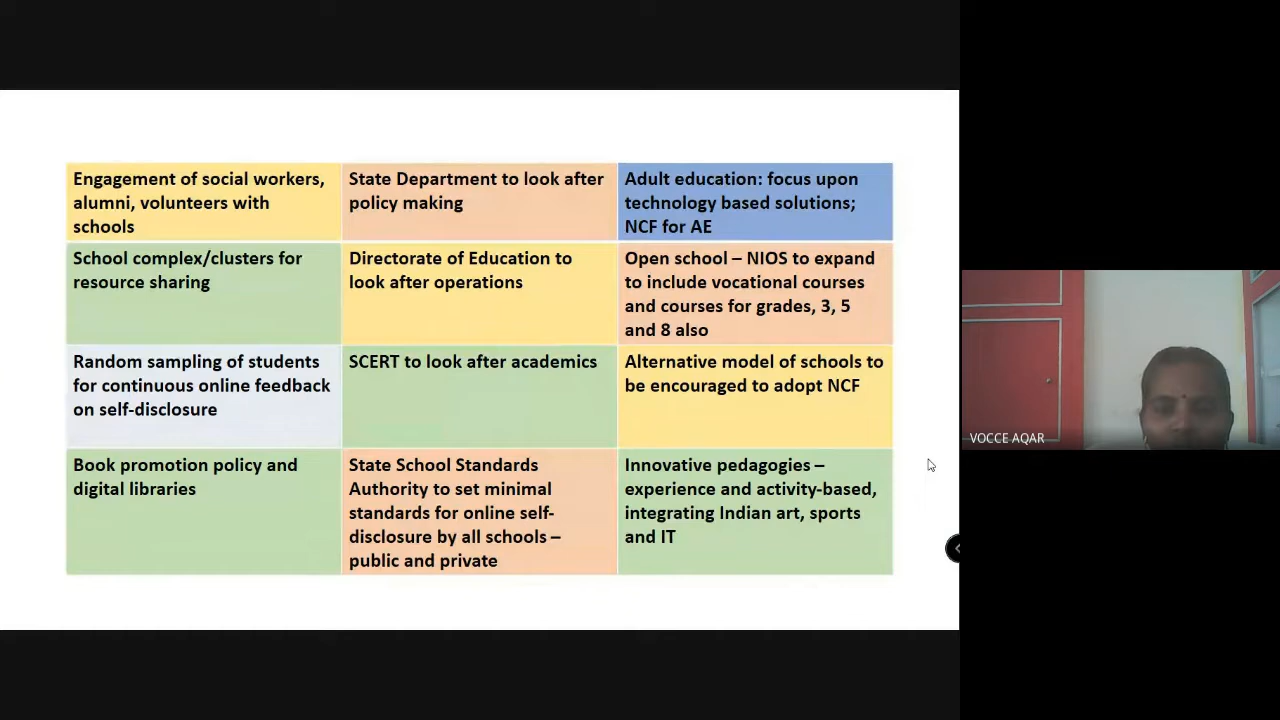 Engagement of social workers,
alumni, volunteers with
schools
State Department to look after
policy making
Adult education: focus upon
technology based solutions;
NCF for AE
School complex/clusters for
resource sharing
Directorate of Education to
look after operations
Open school – NIOS to expand
to include vocational courses
and courses for grades, 3, 5
and 8 also
Random sampling of students
for continuous online feedback
on self-disclosure
SCERT to look after academics
Alternative model of schools to
be encouraged to adopt NCF
Book promotion policy and
digital libraries
State School Standards
Authority to set minimal
standards for online self-
disclosure by all schools –
public and private
Innovative pedagogies –
experience and activity-based,
integrating Indian art, sports
and IT
VOCCE AQAR